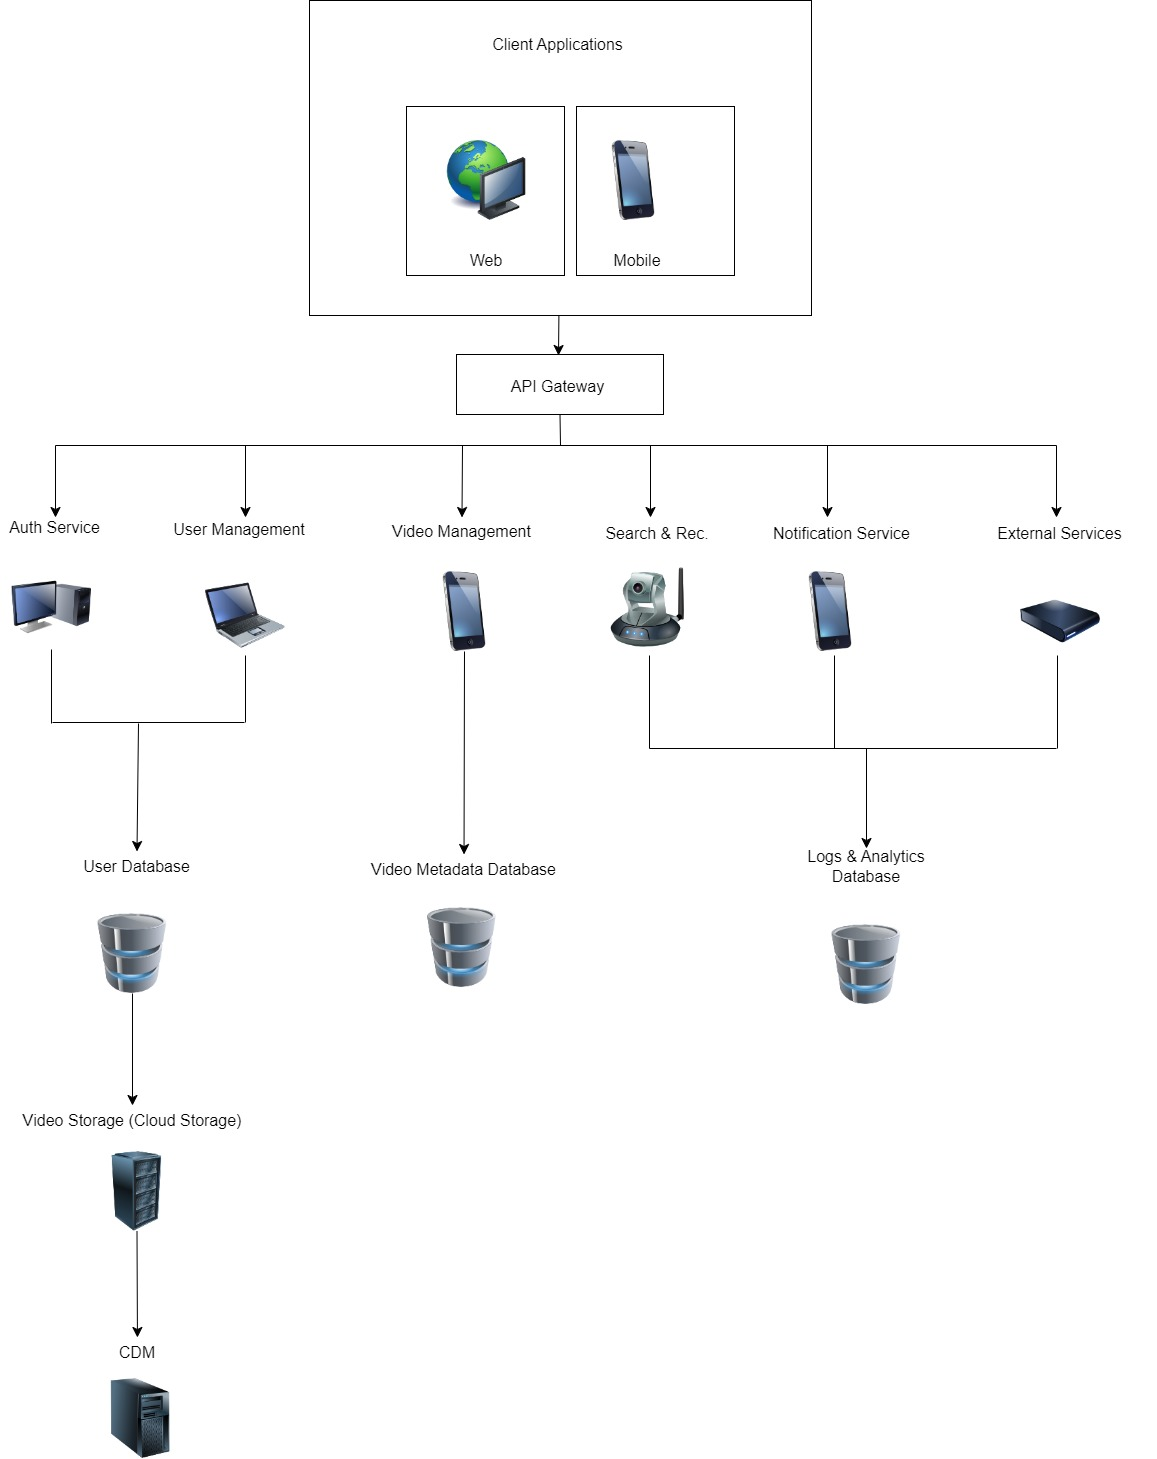 Client Applications
Web
Mobile
API Gateway
Auth Service
User Management
Video Management
Search & Rec.
Notification Service
External Services
User Database
Video Metadata Database
Logs & Analytics
Database
Video Storage (Cloud Storage)
CDM